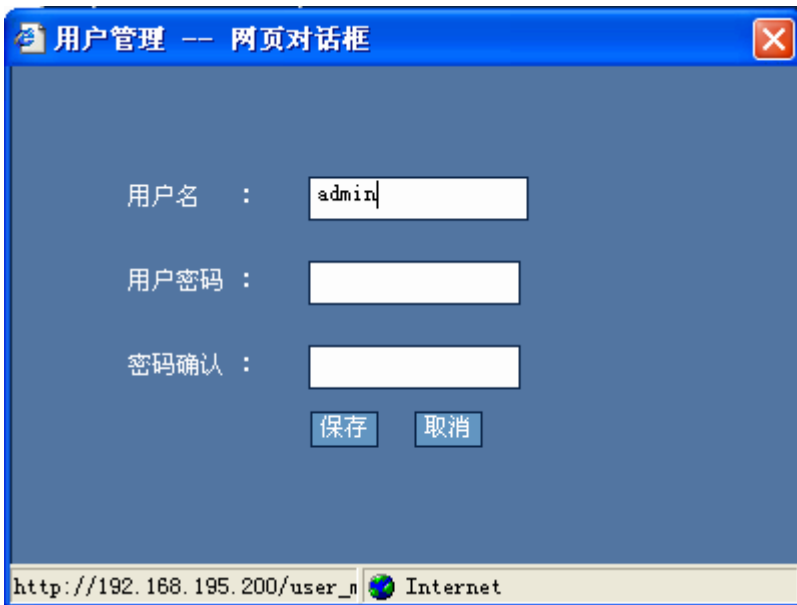 用户管理 -- 网页对话框
用户名 : admin
用户密码 :
密码确认 :
保存 取消
http://192.168.195.200/user_ Internet